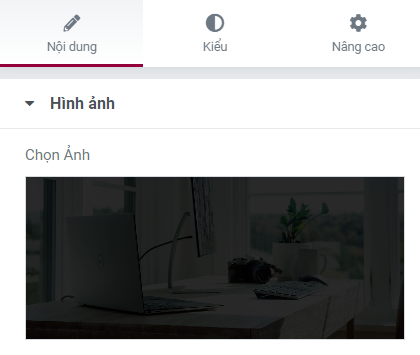 Nội dung
Kiểu
Nâng cao
Hình ảnh
Chọn Ảnh